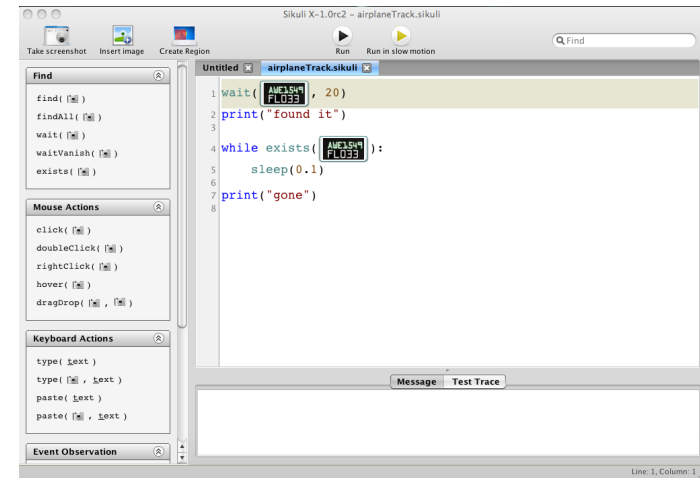 Sikuli X-1.0rc2 - airplaneTrack.sikuli
Take screenshot Insert image Create Region Run Run in slow motion Find
Find
find( )
findAll( )
wait( )
waitVanish( )
exists( )
Mouse Actions
click( )
doubleClick( )
rightClick( )
hover( )
dragDrop( , )
Keyboard Actions
type( text )
type( , text )
paste( text )
paste( , text )
Event Observation
Untitled airplaneTrack.sikuli
1 wait( AWE1549 FL033 , 20)
2 print("found it")
3
4 while exists( AWE1549 FL033 ):
5 sleep(0.1)
6
7 print("gone")
8
Message Test Trace
Line: 1, Column: 1